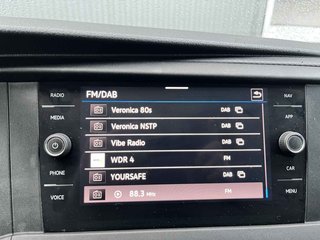 RADIO
FM/DAB
NAV
MEDIA
Veronica 80s DAB
APP
Veronica NSTP DAB
Vibe Radio DAB
WDR 4 FM
PHONE
YOURSAFE DAB
CAR
VOICE
88.3 MHz FM
MENU